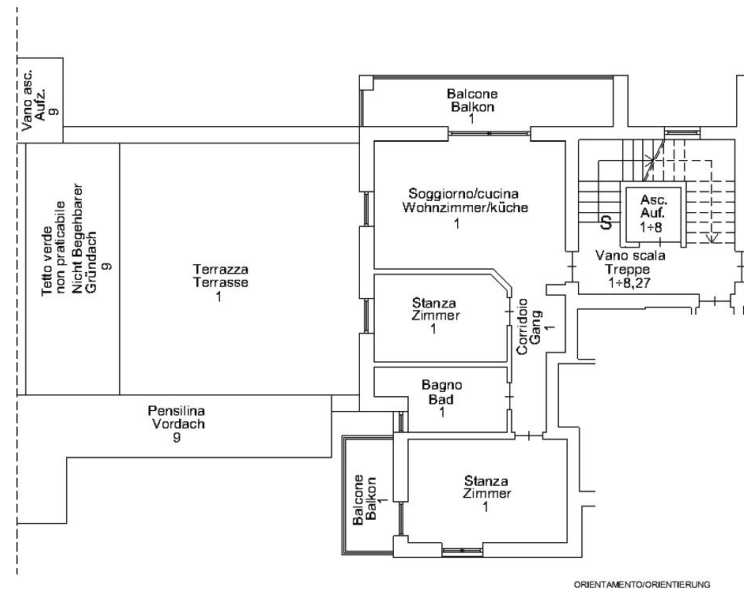 Balcone
Balkon
1
Vano asc.
Aufz.
9
Soggiorno/cucina
Wohnzimmer/küche
1
Asc.
Auf.
1÷8
S
Vano scala
Treppe
1÷8,27
Tetto verde
non praticabile
Nicht Begehbarer
Gründach
9
Terrazza
Terrasse
1
Stanza
Zimmer
1
Corridoio
Gang
1
Bagno
Bad
1
Pensilina
Vordach
9
Balcone
Balkon
1
Stanza
Zimmer
1
ORIENTAMENTO/ORIENTIERUNG